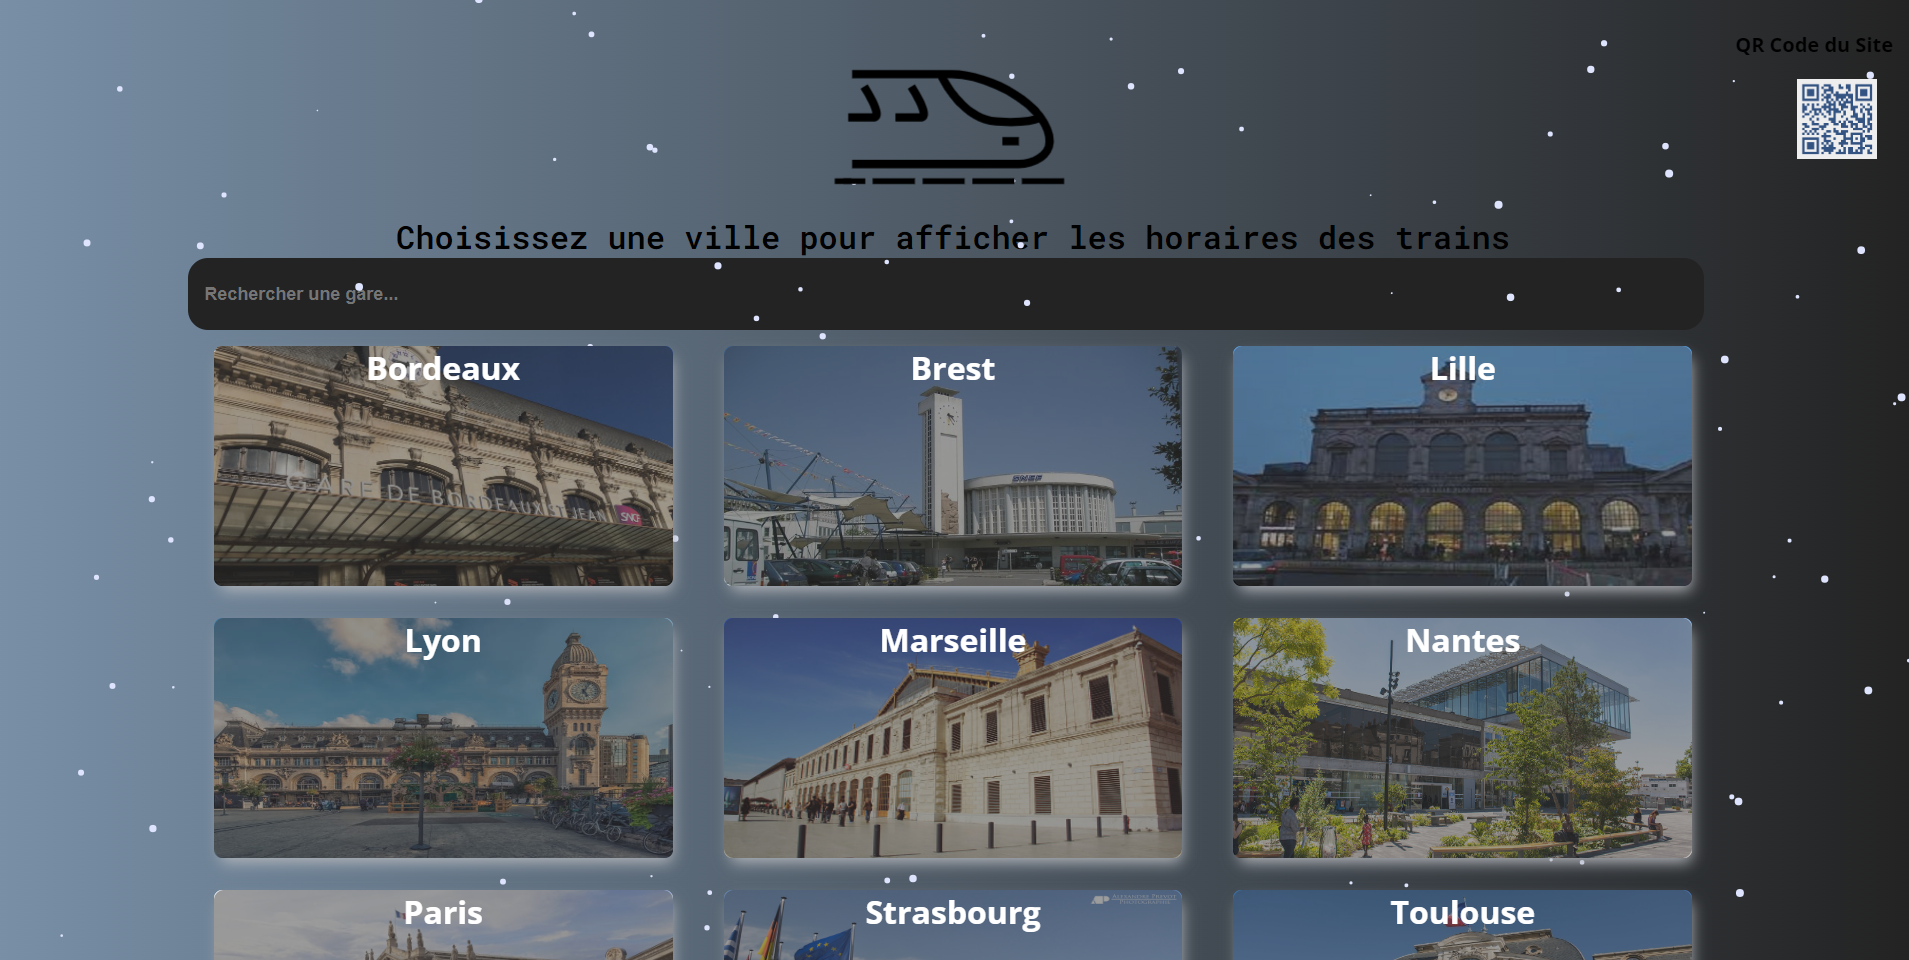 QR Code du Site
Choisissez une ville pour afficher les horaires des trains
Rechercher une gare...
Bordeaux
GARE DE BORDEAUX ST JEAN
SNCF
Brest
SNCF
Lille
Lyon
Marseille
Nantes
Paris
Strasbourg
Toulouse